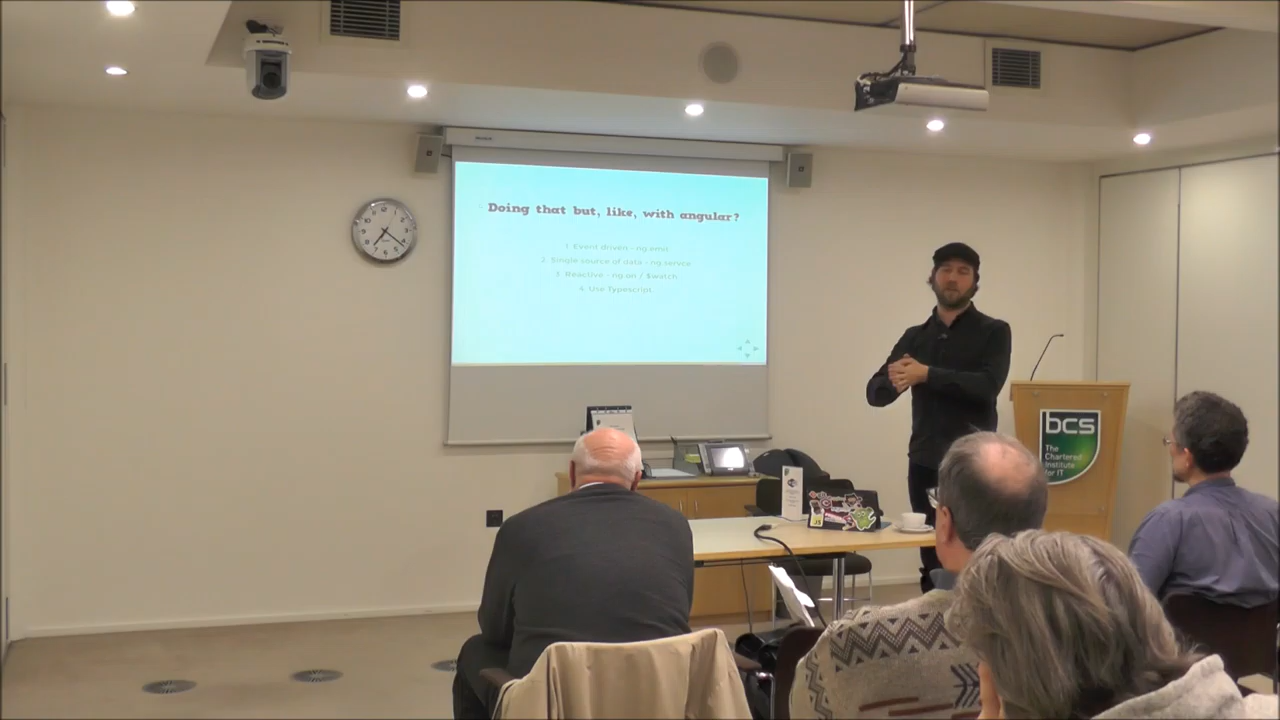 Doing that but, like, with angular?
1. Event driven - ng emit
2. Single source of data - ng service
3. Reactive - ng on / $watch
4. Use Typescript
bcs
The
Chartered
Institute
for IT
JS